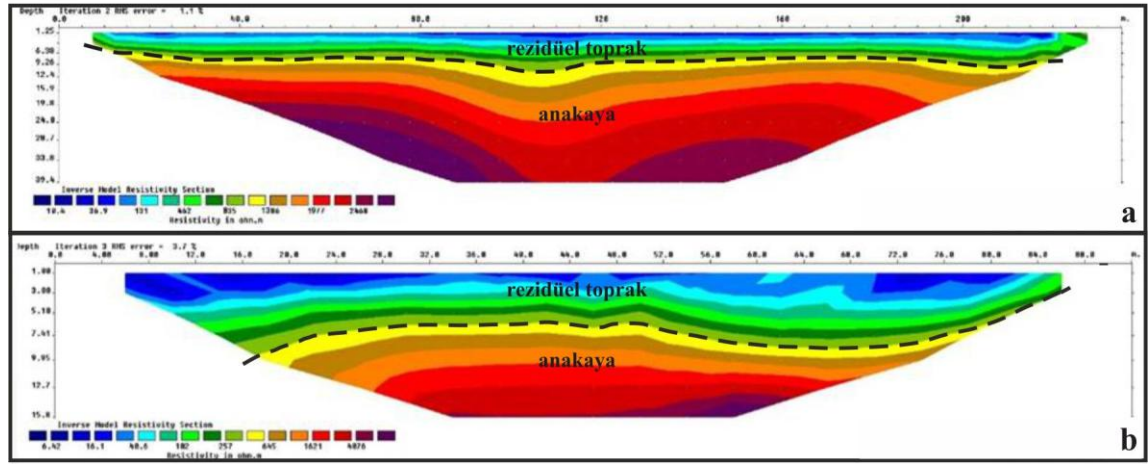 Depth Iteration 2 RMS error = 1.1 %
0.0 40.0 80.0 120 160 200 m.
1.25
6.38
9.26
12.4
15.9
19.8
24.0
28.7
33.8
39.4
rezidüel toprak
anakaya
Inverse Model Resistivity Section
10.4 36.9 131 462 835 1306 1977 2460
Resistivity in ohm.m
a
Depth Iteration 3 RMS error = 3.7 %
0.0 4.00 8.00 12.0 16.0 20.0 24.0 28.0 32.0 36.0 40.0 44.0 48.0 52.0 56.0 60.0 64.0 68.0 72.0 76.0 80.0 84.0 88.0 m.
1.00
3.00
5.10
7.41
9.95
12.7
15.8
rezidüel toprak
anakaya
Inverse Model Resistivity Section
6.42 16.1 40.6 102 257 645 1621 4076
Resistivity in ohm.m
b